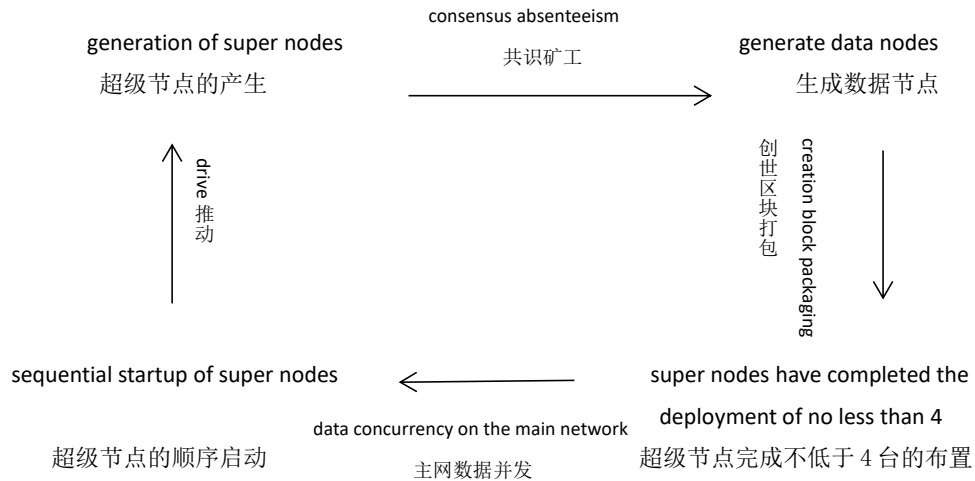 generation of super nodes
超级节点的产生
consensus absenteeism
共识矿工
generate data nodes
生成数据节点
drive 推动
creation block packaging
创世区块打包
sequential startup of super nodes
超级节点的顺序启动
data concurrency on the main network
主网数据并发
super nodes have completed the
deployment of no less than 4
超级节点完成不低于 4 台的布置